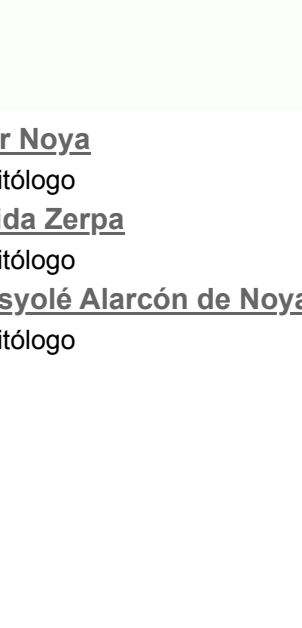 r Noya
itólogo
ida Zerpa
itólogo
syolé Alarcón de Noya
itólogo